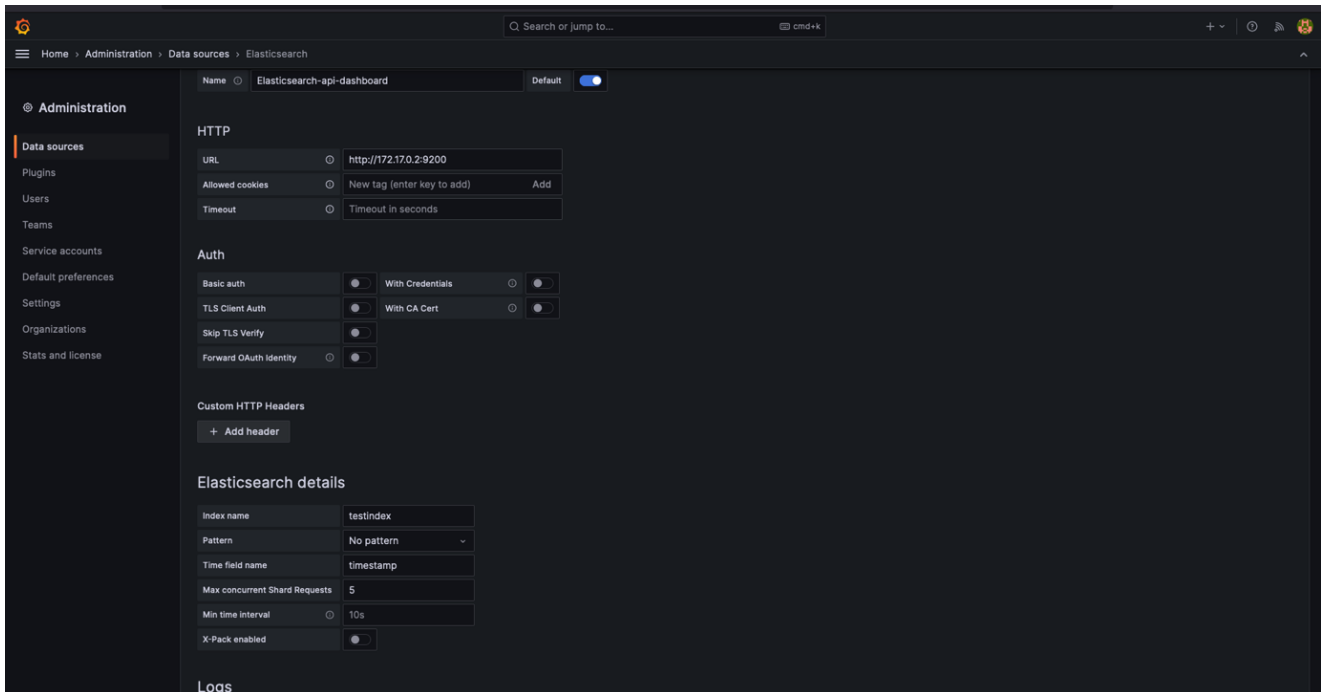 Search or jump to... cmd+k
Home › Administration › Data sources › Elasticsearch
Administration
Data sources
Plugins
Users
Teams
Service accounts
Default preferences
Settings
Organizations
Stats and license
Name Elasticsearch-api-dashboard Default
HTTP
URL http://172.17.0.2:9200
Allowed cookies New tag (enter key to add) Add
Timeout Timeout in seconds
Auth
Basic auth With Credentials
TLS Client Auth With CA Cert
Skip TLS Verify
Forward OAuth Identity
Custom HTTP Headers
+ Add header
Elasticsearch details
Index name testindex
Pattern No pattern
Time field name timestamp
Max concurrent Shard Requests 5
Min time interval 10s
X-Pack enabled
Logs